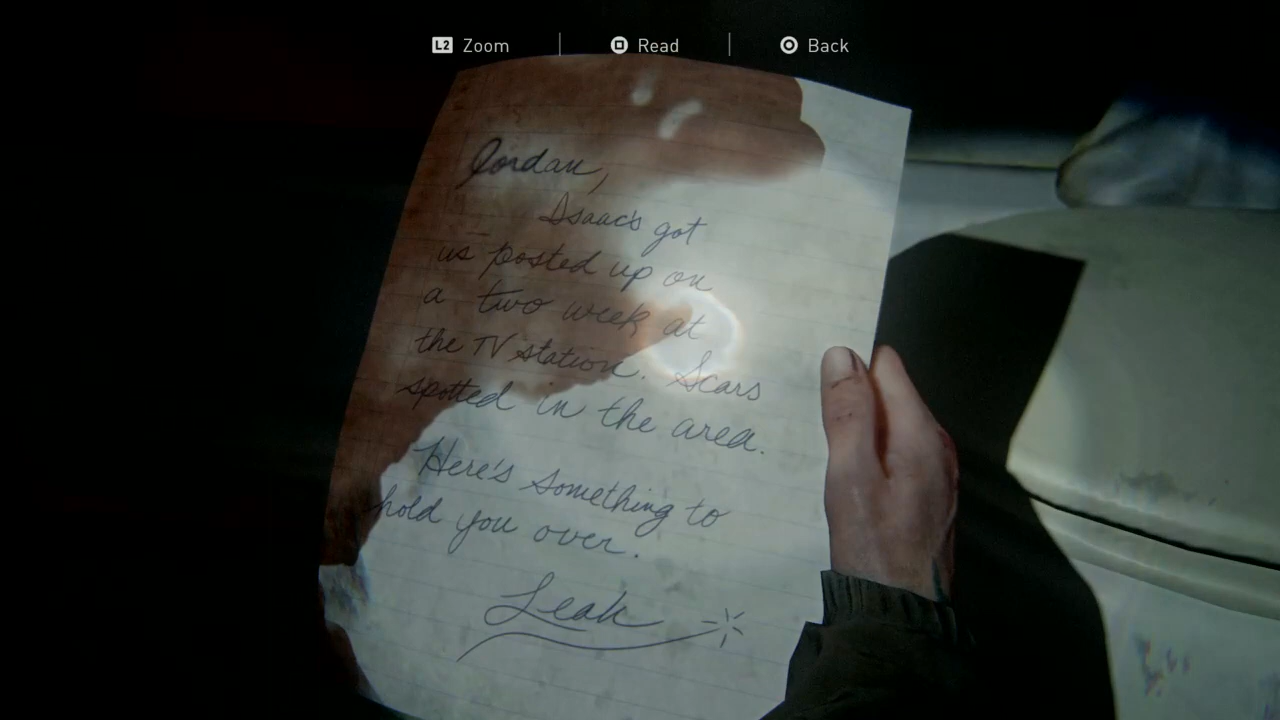 L2 Zoom | Read | Back
Jordan,
Isaac's got
us posted up on
a two week at
the TV station. Scars
spotted in the area.
Here's something to
hold you over.
Leah